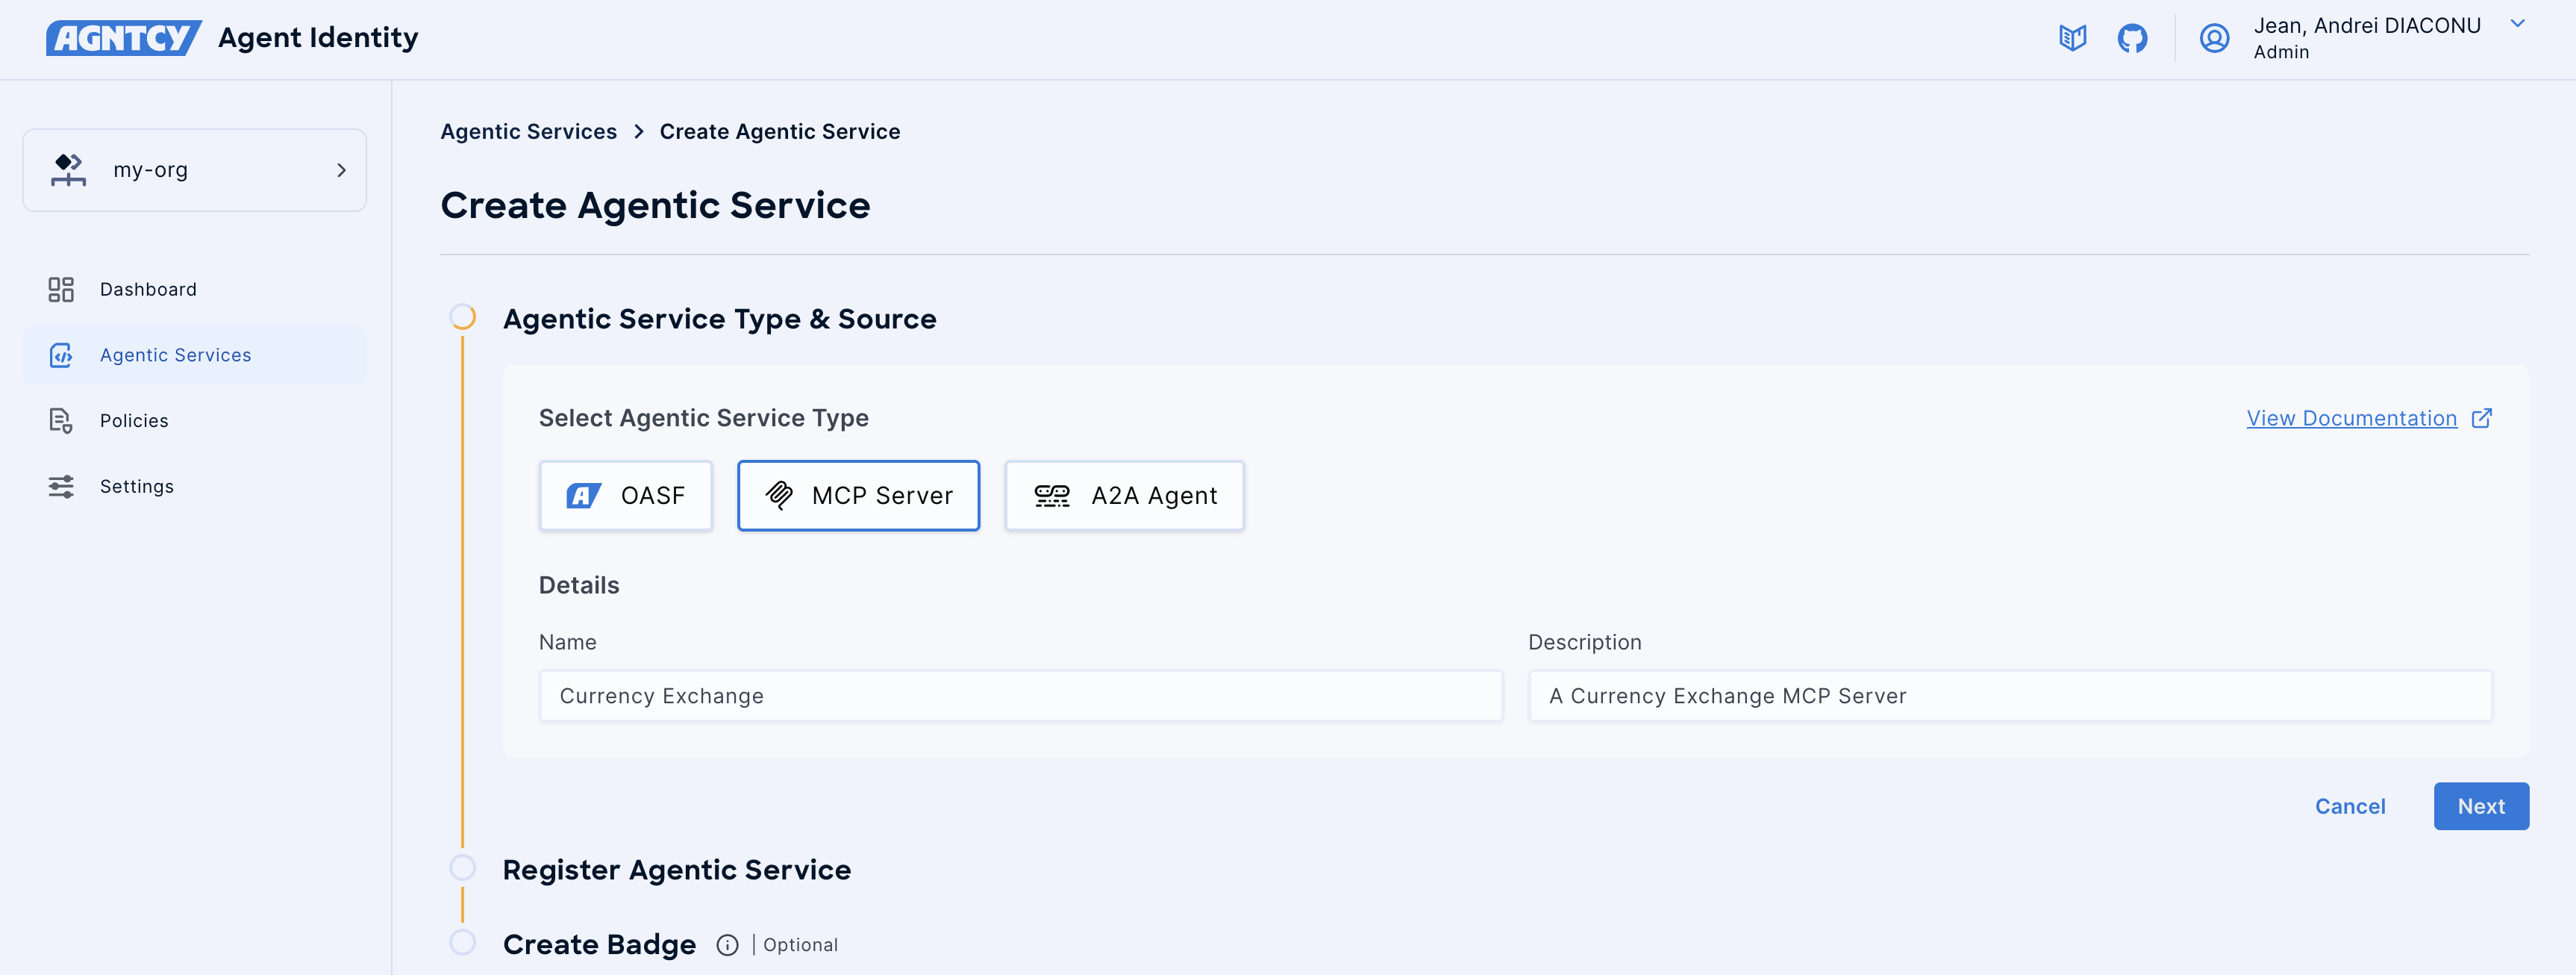 AGNTCY Agent Identity
Jean, Andrei DIACONU
Admin
my-org
Dashboard
Agentic Services
Policies
Settings
Agentic Services > Create Agentic Service
Create Agentic Service
Agentic Service Type & Source
Select Agentic Service Type
View Documentation
OASF
MCP Server
A2A Agent
Details
Name
Currency Exchange
Description
A Currency Exchange MCP Server
Cancel
Next
Register Agentic Service
Create Badge | Optional